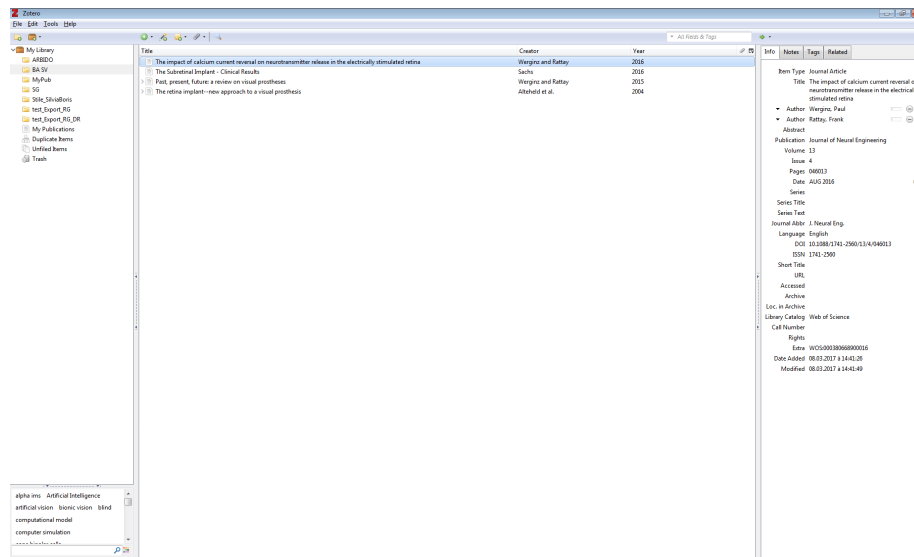 Zotero
File Edit Tools Help
All Fields & Tags
My Library
ARBIDO
BA SV
MyPub
SG
Stile_SilviaBoris
test_Export_RG
test_Export_RG_DR
My Publications
Duplicate Items
Unfiled Items
Trash
Title Creator Year
The impact of calcium current reversal on neurotransmitter release in the electrically stimulated retina Werginz and Rattay 2016
The Subretinal Implant - Clinical Results Sachs 2016
Past, present, future: a review on visual prostheses Werginz and Rattay 2015
The retina implant--new approach to a visual prosthesis Alteheld et al. 2004
Info Notes Tags Related
Item Type Journal Article
Title The impact of calcium current reversal o
neurotransmitter release in the electrical
stimulated retina
Author Werginz, Paul
Author Rattay, Frank
Abstract
Publication Journal of Neural Engineering
Volume 13
Issue 4
Pages 046013
Date AUG 2016
Series
Series Title
Series Text
Journal Abbr J. Neural Eng.
Language English
DOI 10.1088/1741-2560/13/4/046013
ISSN 1741-2560
Short Title
URL
Accessed
Archive
Loc. in Archive
Library Catalog Web of Science
Call Number
Rights
Extra WOS:000380668900016
Date Added 08.03.2017 à 14:41:26
Modified 08.03.2017 à 14:41:49
alpha ims Artificial Intelligence
artificial vision bionic vision blind
computational model
computer simulation